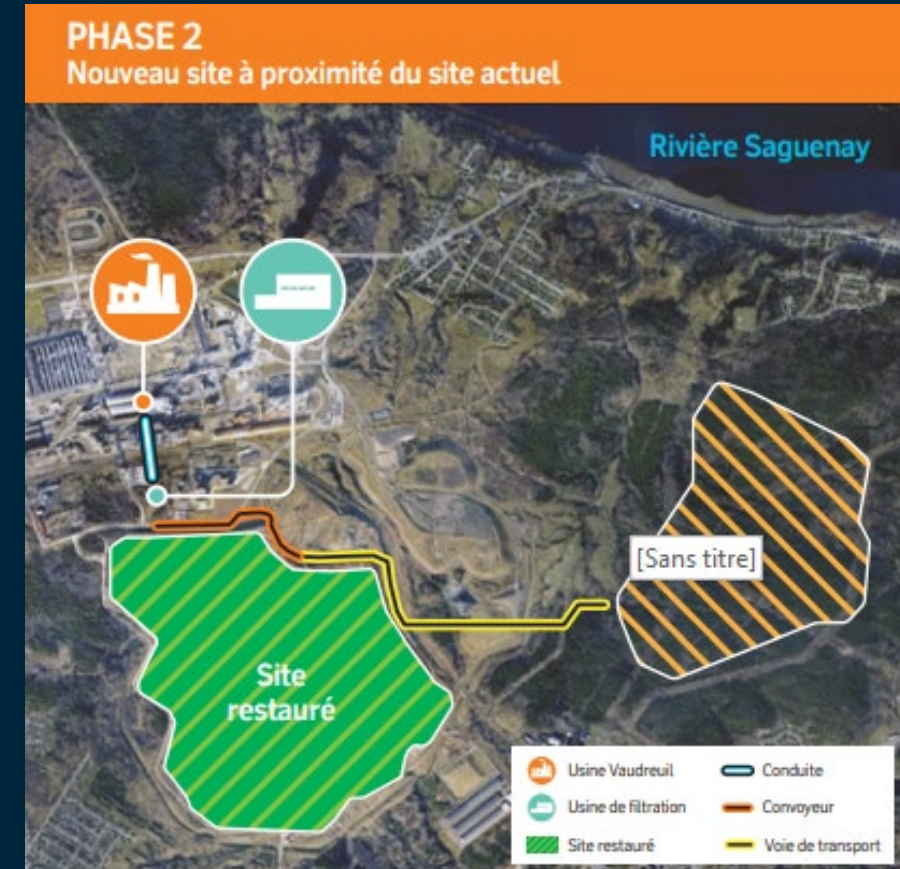 PHASE 2
Nouveau site à proximité du site actuel
Rivière Saguenay
[Sans titre]
Site
restauré
Usine Vaudreuil
Conduite
Usine de filtration
Convoyeur
Site restauré
Voie de transport